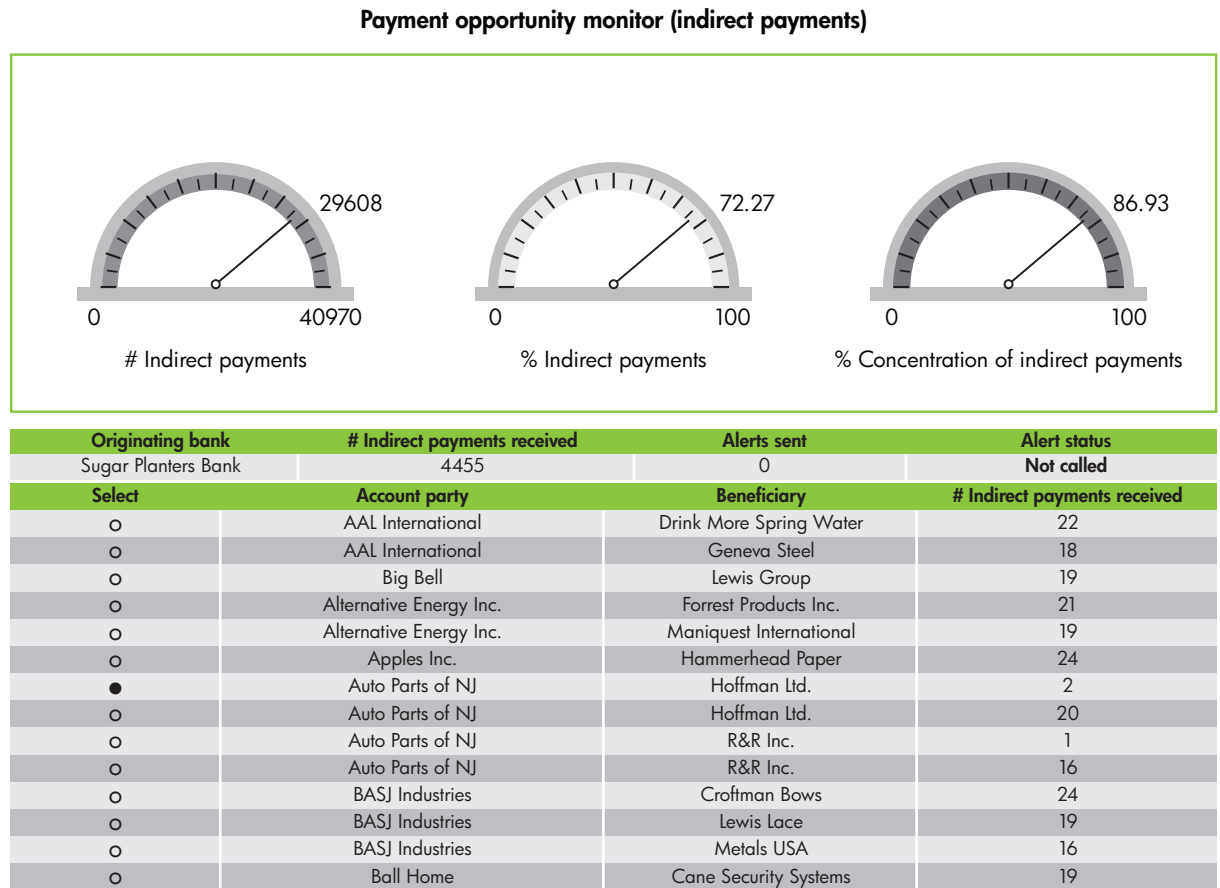 Payment opportunity monitor (indirect payments)
29608
72.27
86.93
0 40970
0 100
0 100
# Indirect payments
% Indirect payments
% Concentration of indirect payments
Originating bank # Indirect payments received Alerts sent Alert status
Sugar Planters Bank 4455 0 Not called
Select Account party Beneficiary # Indirect payments received
AAL International Drink More Spring Water 22
AAL International Geneva Steel 18
Big Bell Lewis Group 19
Alternative Energy Inc. Forrest Products Inc. 21
Alternative Energy Inc. Maniquest International 19
Apples Inc. Hammerhead Paper 24
Auto Parts of NJ Hoffman Ltd. 2
Auto Parts of NJ Hoffman Ltd. 20
Auto Parts of NJ R&R Inc. 1
Auto Parts of NJ R&R Inc. 16
BASJ Industries Croftman Bows 24
BASJ Industries Lewis Lace 19
BASJ Industries Metals USA 16
Ball Home Cane Security Systems 19